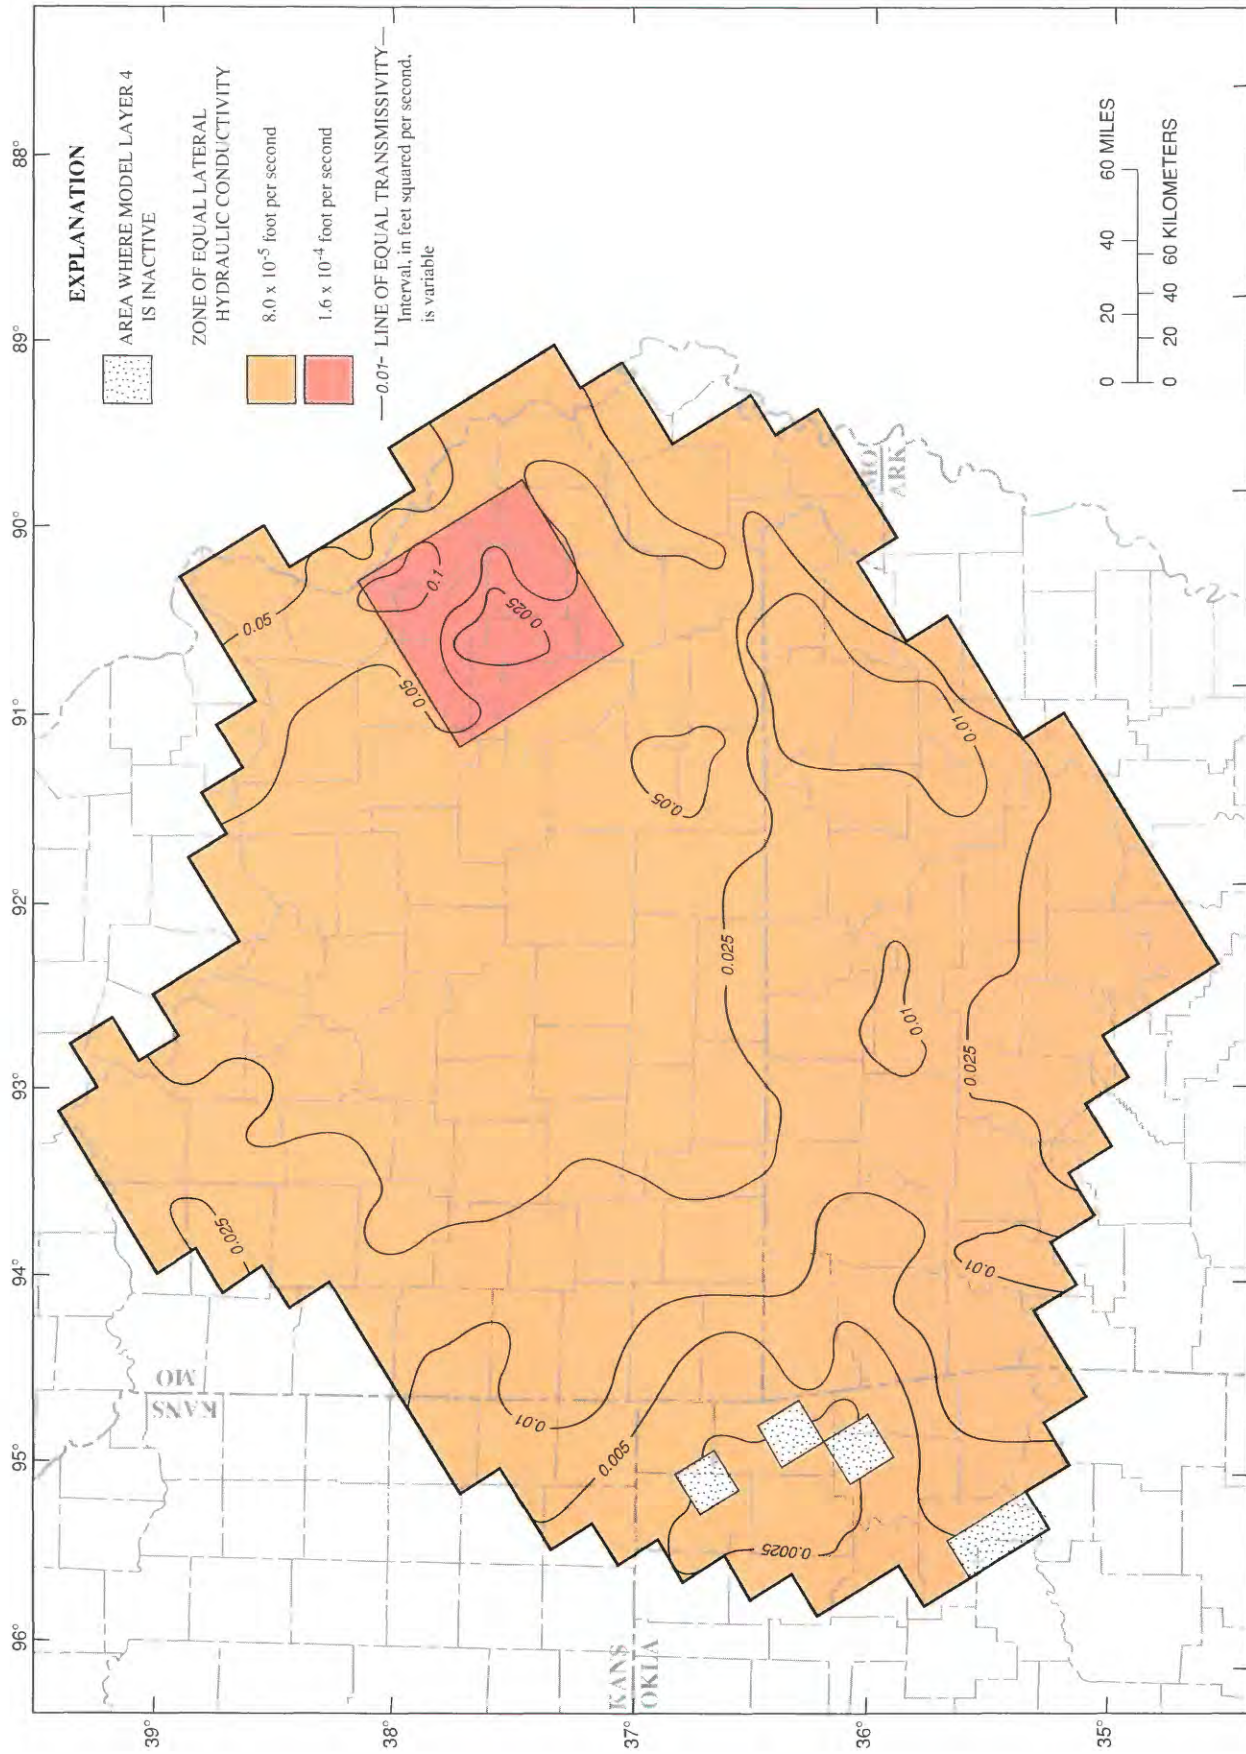 96°
95°
94°
93°
92°
91°
90°
89°
88°
39°
38°
37°
36°
35°
EXPLANATION
AREA WHERE MODEL LAYER 4
IS INACTIVE
ZONE OF EQUAL LATERAL
HYDRAULIC CONDUCTIVITY
8.0 x 10-5 foot per second
1.6 x 10-4 foot per second
—0.01- LINE OF EQUAL TRANSMISSIVITY—
Interval, in feet squared per second,
is variable
KANS
MO
KANS
OKLA
MO
ARK
0.05
0.05
0.1
0.025
0.025
0.05
0.01
0.025
0.01
0.01
0.025
0.01
0.005
0.0025
0 20 40 60 MILES
0 20 40 60 KILOMETERS